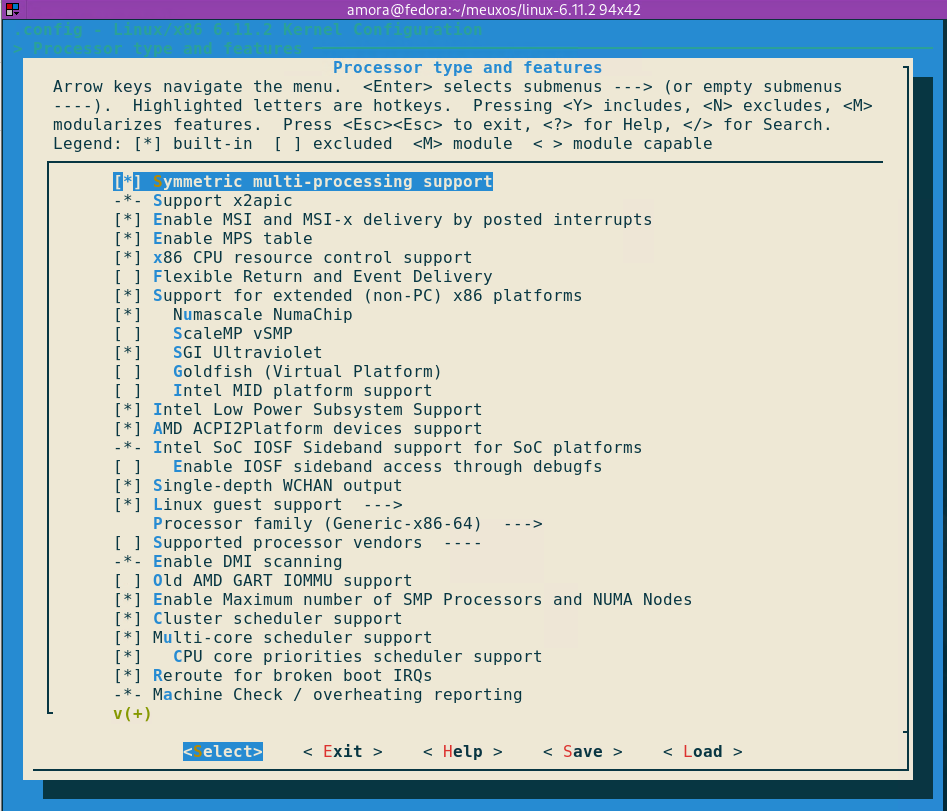 amora@fedora:~/meuxos/linux-6.11.2 94x42
.config - Linux/x86 6.11.2 Kernel Configuration
> Processor type and features
Processor type and features
Arrow keys navigate the menu.  <Enter> selects submenus ---> (or empty submenus
----).  Highlighted letters are hotkeys.  Pressing <Y> includes, <N> excludes, <M>
modularizes features.  Press <Esc><Esc> to exit, <?> for Help, </> for Search.
Legend: [*] built-in  [ ] excluded  <M> module  < > module capable
[*] Symmetric multi-processing support
-*- Support x2apic
[*] Enable MSI and MSI-x delivery by posted interrupts
[*] Enable MPS table
[*] x86 CPU resource control support
[ ] Flexible Return and Event Delivery
[*] Support for extended (non-PC) x86 platforms
[*]   Numascale NumaChip
[ ]   ScaleMP vSMP
[*]   SGI Ultraviolet
[ ]   Goldfish (Virtual Platform)
[ ]   Intel MID platform support
[*] Intel Low Power Subsystem Support
[*] AMD ACPI2Platform devices support
-*- Intel SoC IOSF Sideband support for SoC platforms
[ ]   Enable IOSF sideband access through debugfs
[*] Single-depth WCHAN output
[*] Linux guest support  --->
Processor family (Generic-x86-64)  --->
[ ] Supported processor vendors  ----
-*- Enable DMI scanning
[ ] Old AMD GART IOMMU support
[*] Enable Maximum number of SMP Processors and NUMA Nodes
[*] Cluster scheduler support
[*] Multi-core scheduler support
[*]   CPU core priorities scheduler support
[*] Reroute for broken boot IRQs
-*- Machine Check / overheating reporting
v(+)
<Select>    < Exit >    < Help >    < Save >    < Load >